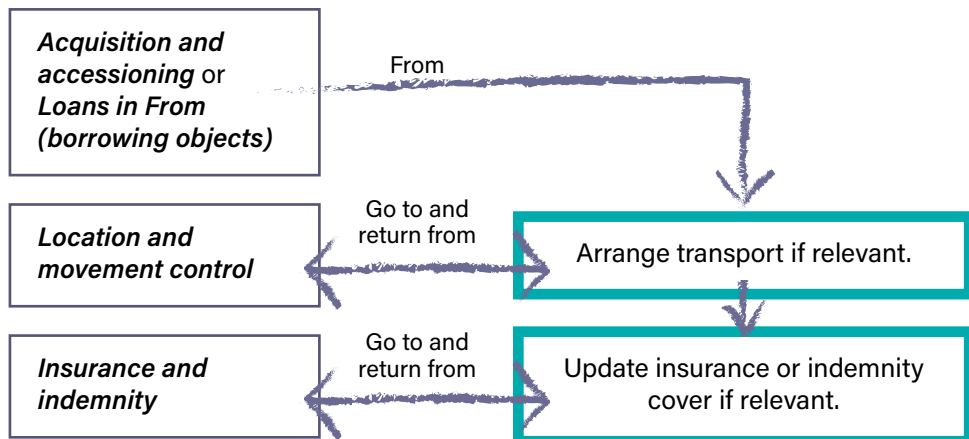 Acquisition and
accessioning or
Loans in From
(borrowing objects)
From
Location and
movement control
Go to and
return from
Arrange transport if relevant.
Insurance and
indemnity
Go to and
return from
Update insurance or indemnity
cover if relevant.